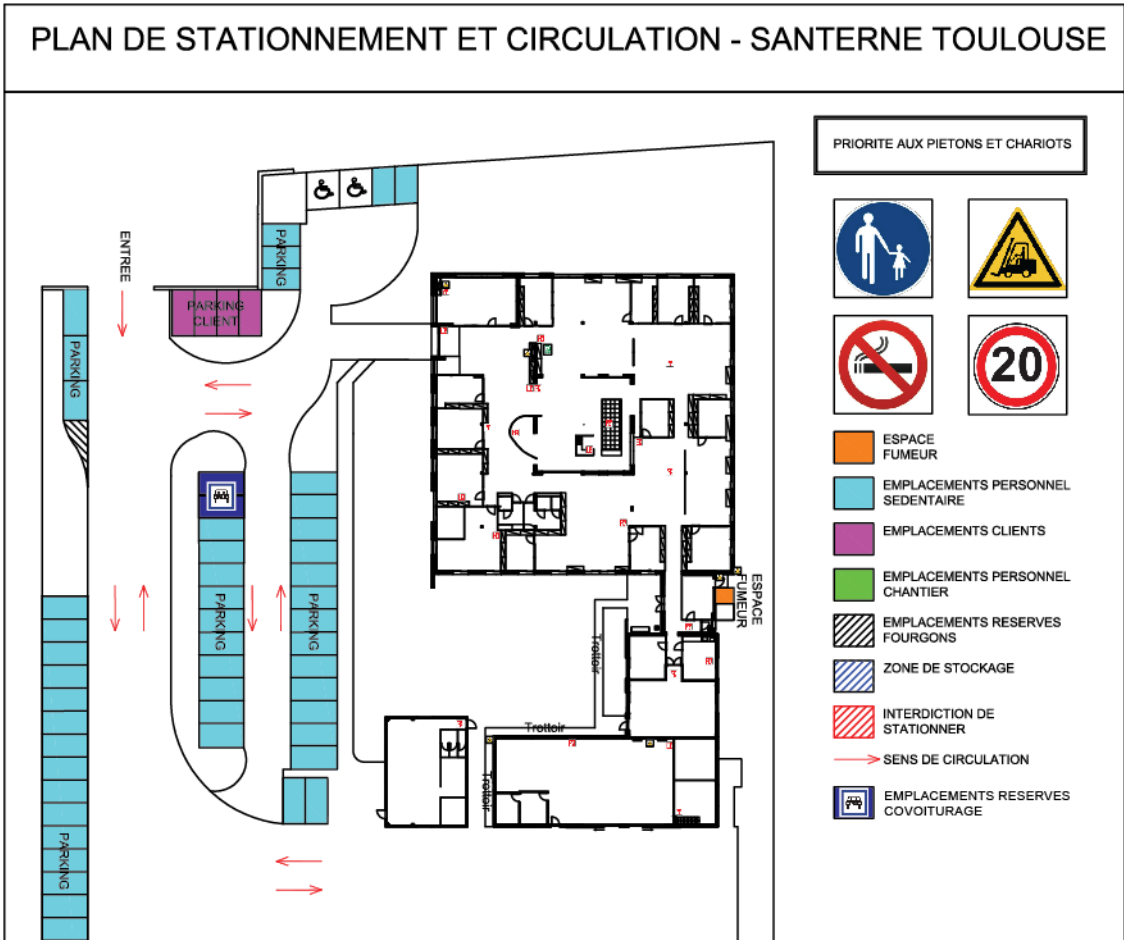 PLAN DE STATIONNEMENT ET CIRCULATION - SANTERNE TOULOUSE
PRIORITE AUX PIETONS ET CHARIOTS
20
ESPACE
FUMEUR
EMPLACEMENTS PERSONNEL
SEDENTAIRE
EMPLACEMENTS CLIENTS
EMPLACEMENTS PERSONNEL
CHANTIER
EMPLACEMENTS RESERVES
FOURGONS
ZONE DE STOCKAGE
INTERDICTION DE
STATIONNER
SENS DE CIRCULATION
EMPLACEMENTS RESERVES
COVOITURAGE
ENTREE
PARKING
PARKING
CLIENT
PARKING
PARKING
PARKING
PARKING
ESPACE
FUMEUR
Trottoir
Trottoir
Trottoir